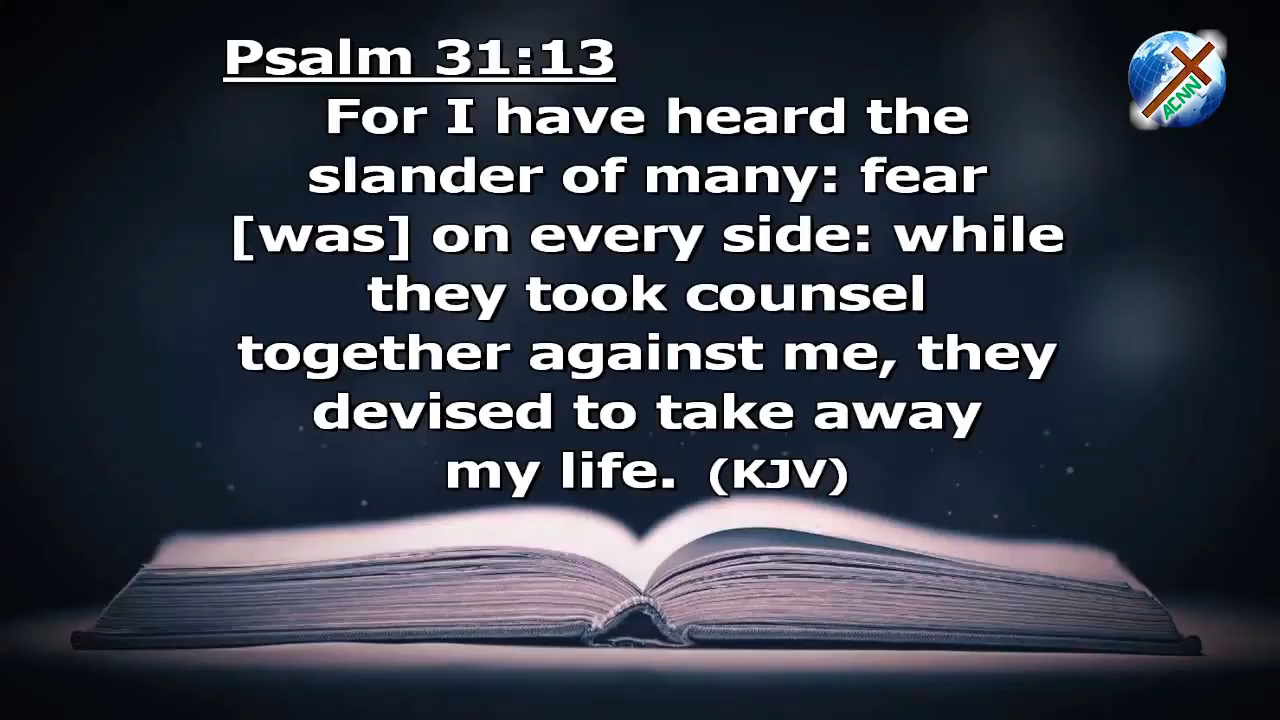 Psalm 31:13
For I have heard the
slander of many: fear
[was] on every side: while
they took counsel
together against me, they
devised to take away
my life. (KJV)
ACNN